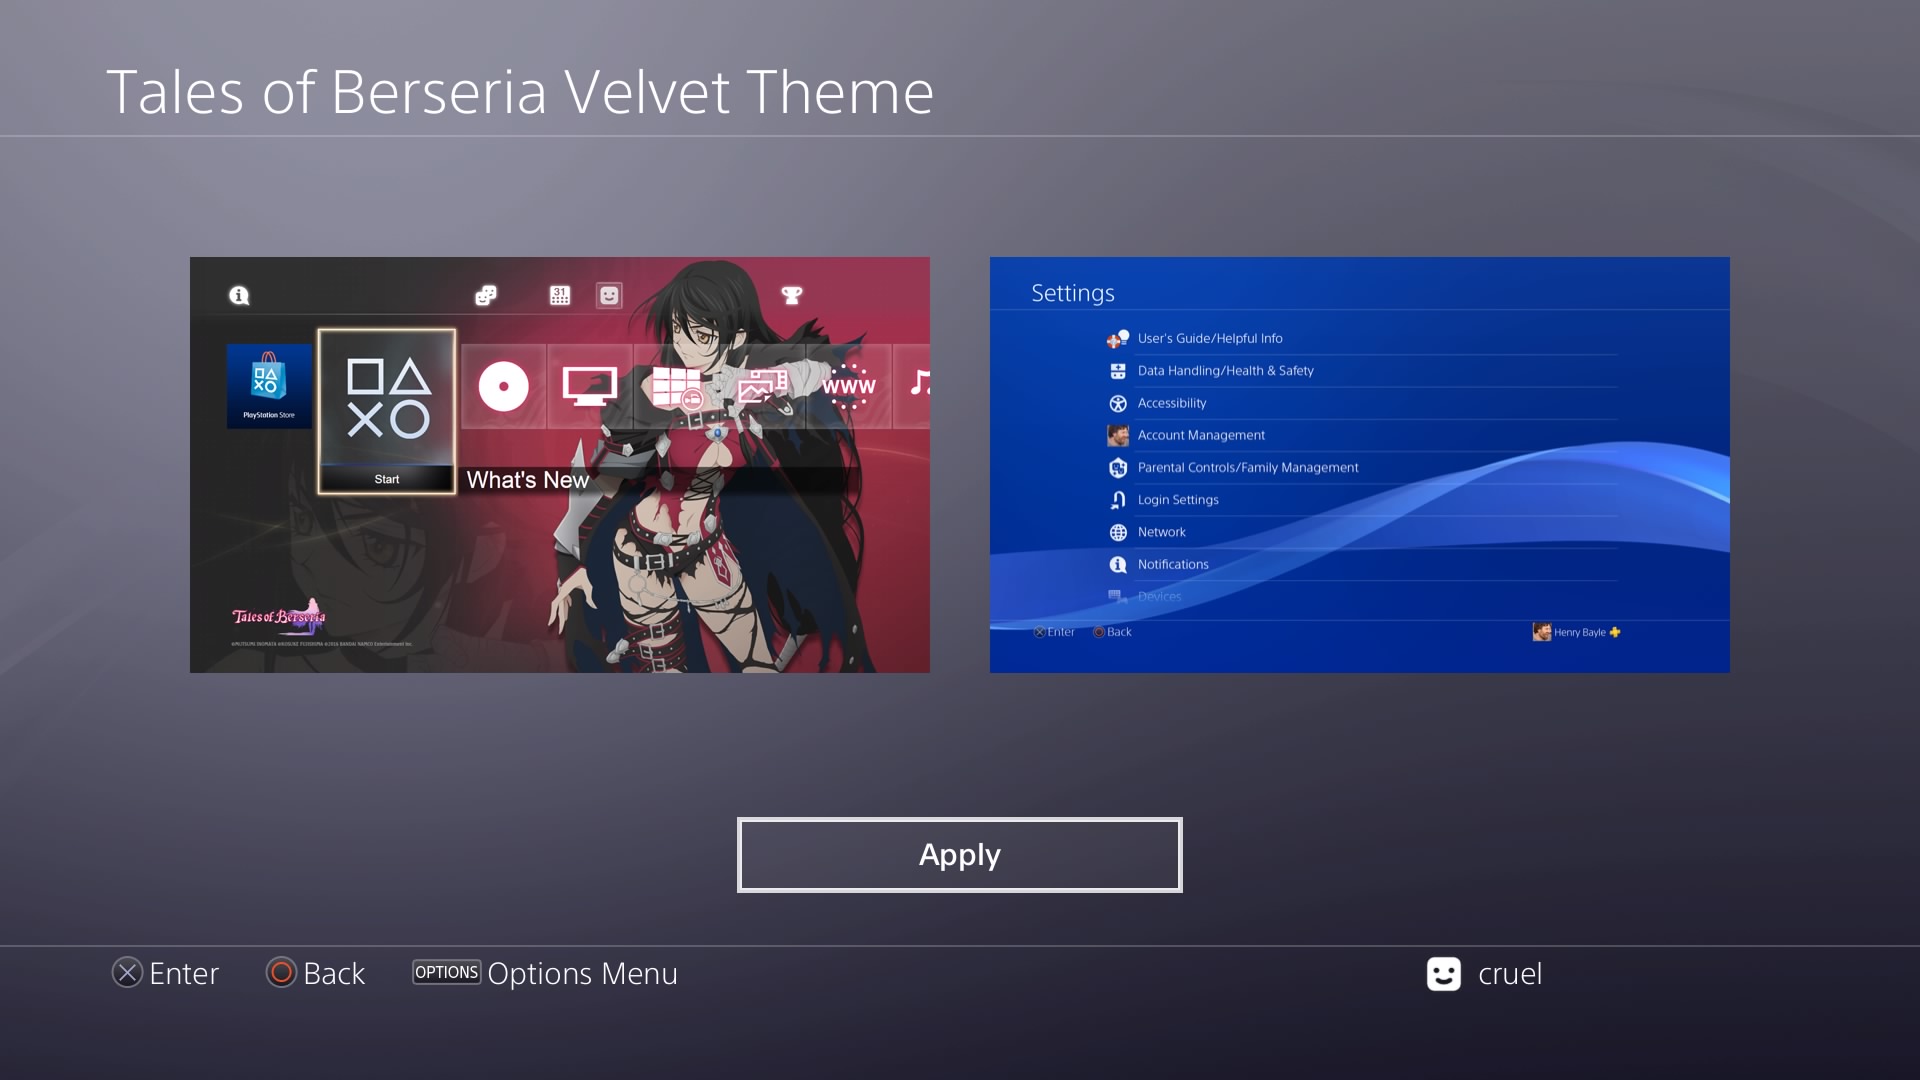 Tales of Berseria Velvet Theme
31
PlayStation Store
Start
What's New
WWW
Tales of Berseria
Settings
User's Guide/Helpful Info
Data Handling/Health & Safety
Accessibility
Account Management
Parental Controls/Family Management
Login Settings
Network
Notifications
Devices
Enter
Back
Henry Bayle
Apply
Enter
Back
OPTIONS Options Menu
cruel